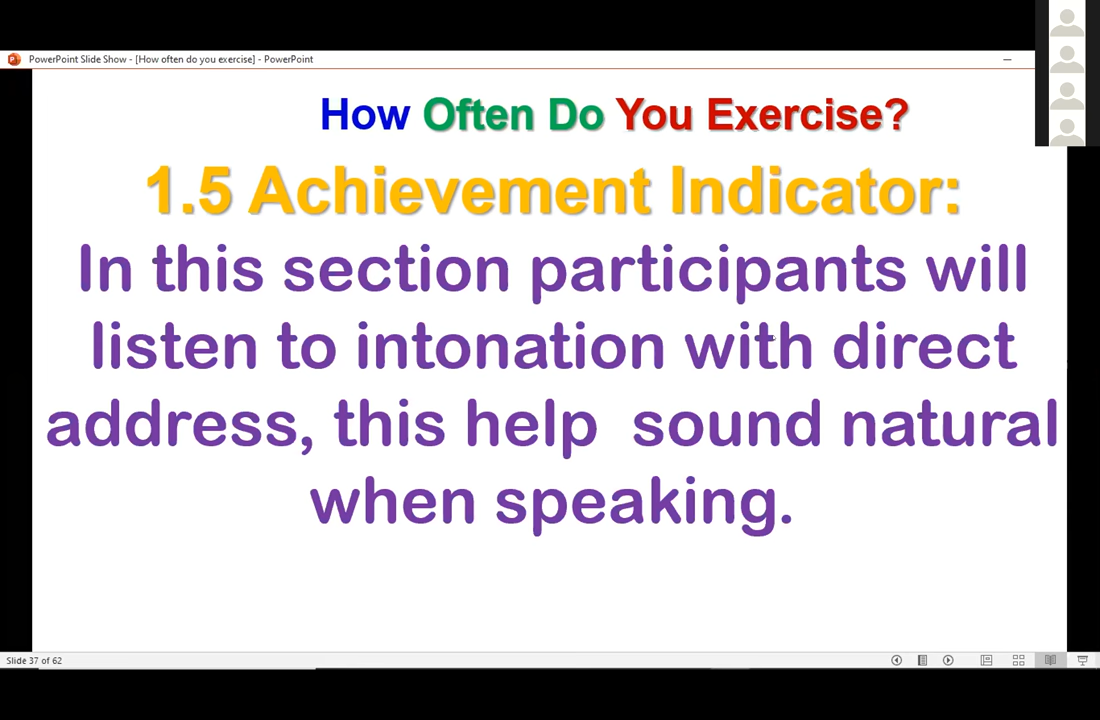 PowerPoint Slide Show - [How often do you exercise] - PowerPoint
How Often Do You Exercise?
1.5 Achievement Indicator:
In this section participants will
listen to intonation with direct
address, this help  sound natural
when speaking.
Slide 37 of 62